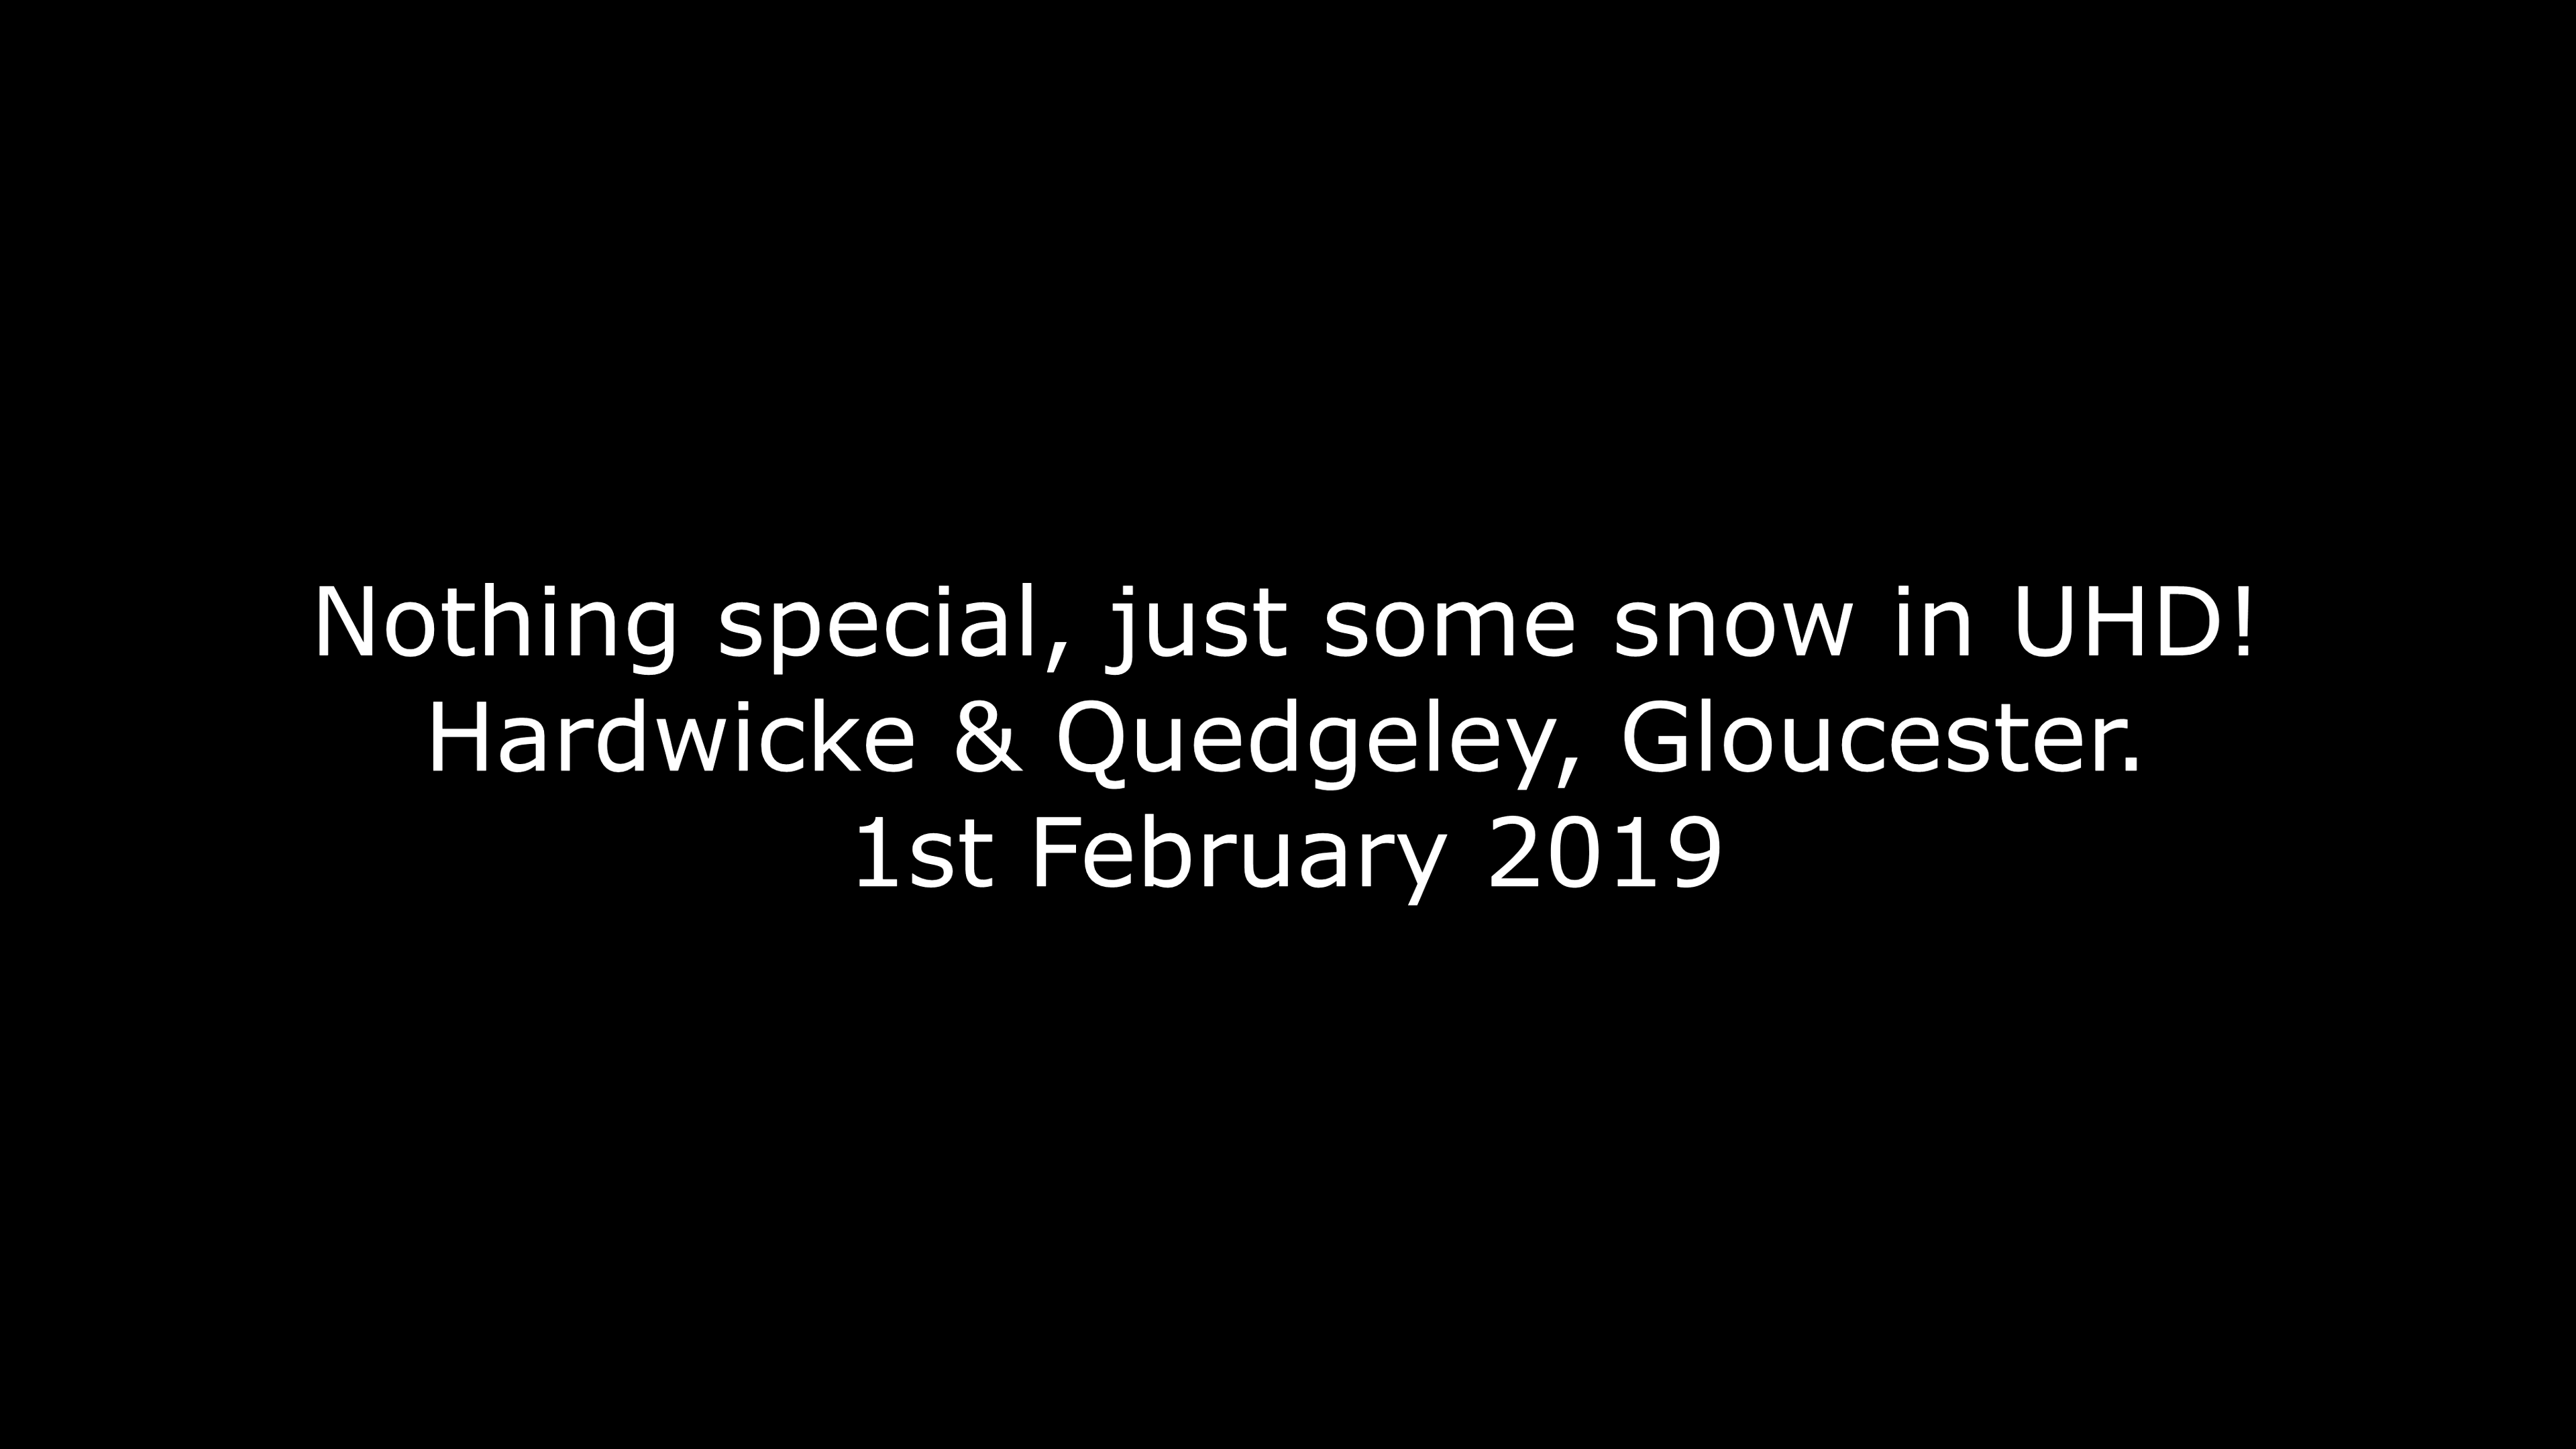 Nothing special, just some snow in UHD!
Hardwicke & Quedgeley, Gloucester.
1st February 2019